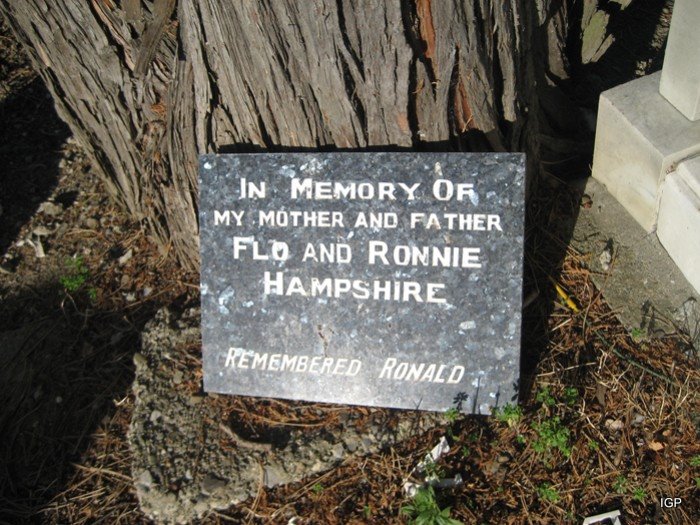 In Memory Of
my mother and father
Flo and Ronnie
Hampshire
Remembered Ronald
IGP